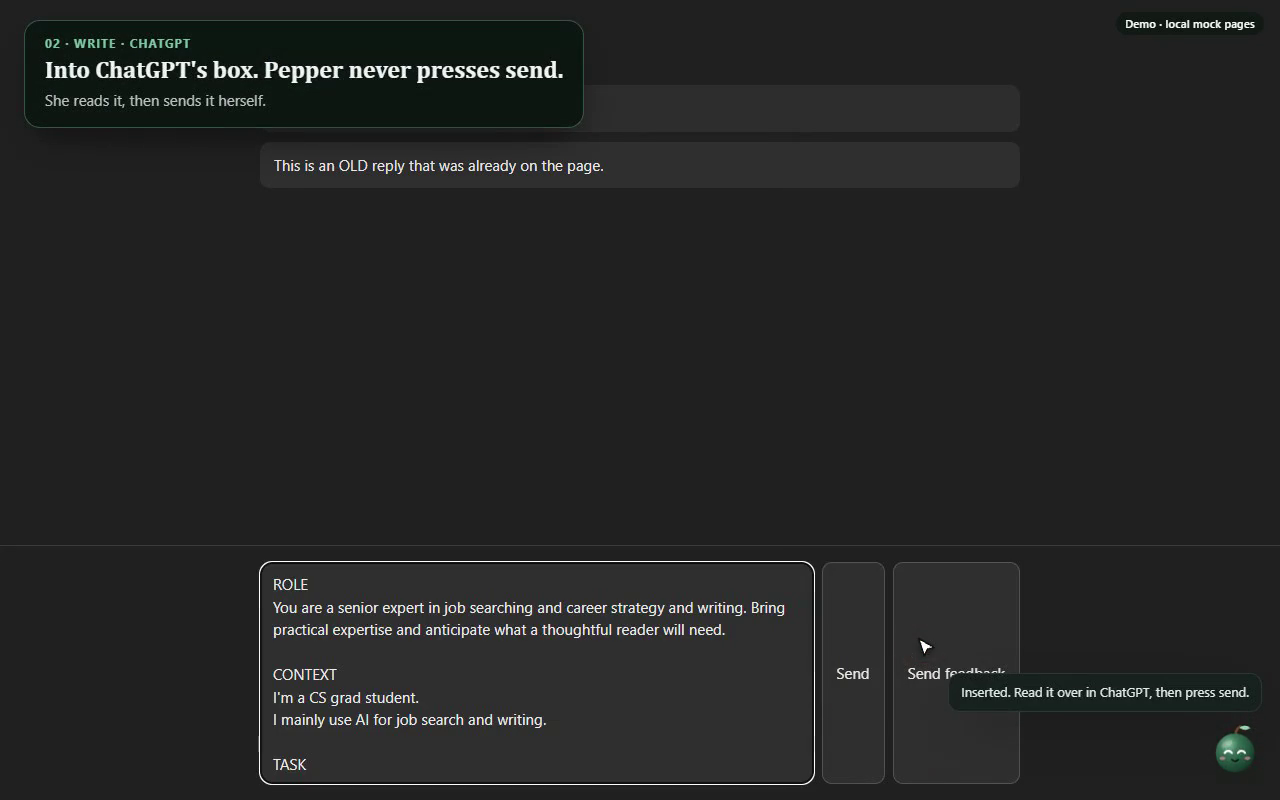 02 · WRITE · CHATGPT
Into ChatGPT's box. Pepper never presses send.
She reads it, then sends it herself.
Demo · local mock pages
This is an OLD reply that was already on the page.
ROLE
You are a senior expert in job searching and career strategy and writing. Bring
practical expertise and anticipate what a thoughtful reader will need.
CONTEXT
I'm a CS grad student.
I mainly use AI for job search and writing.
TASK
Send
Send feedback
Inserted. Read it over in ChatGPT, then press send.